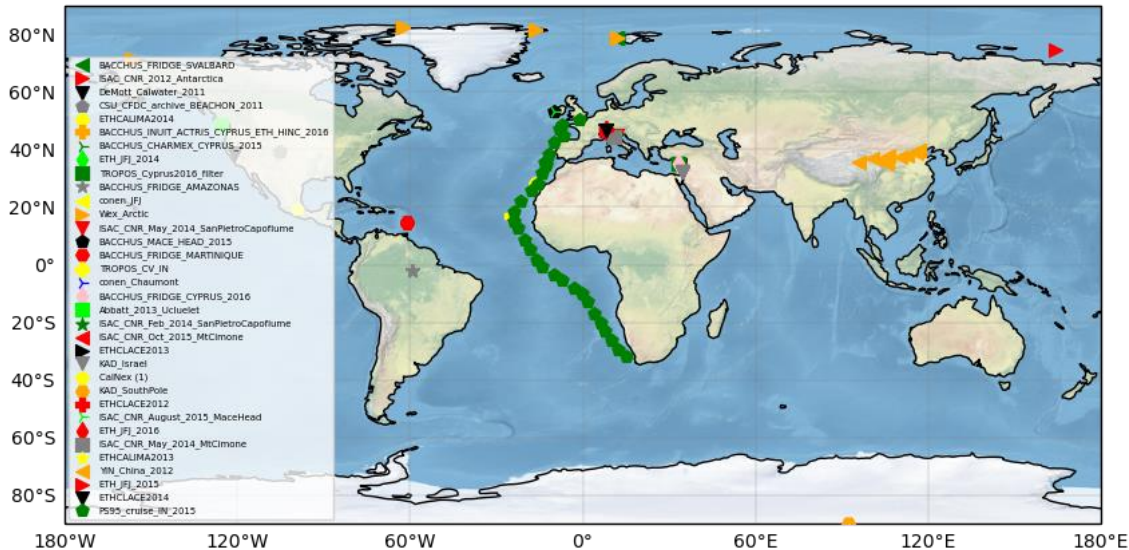 80°N
60°N
40°N
20°N
0°
20°S
40°S
60°S
80°S
BACCHUS_FRIDGE_SVALBARD
ISAC_CNR_2012_Antarctica
DeMott_Calwater_2011
CSU_CFDC_archive_BEACHON_2011
ETHCALIMA2014
BACCHUS_INUIT_ACTRIS_CYPRUS_ETH_HINC_2016
BACCHUS_CHARMEX_CYPRUS_2015
ETH_JFJ_2014
TROPOS_Cyprus2016_filter
BACCHUS_FRIDGE_AMAZONAS
conen_JFJ
Wex_Arctic
ISAC_CNR_May_2014_SanPietroCapofiume
BACCHUS_MACE_HEAD_2015
BACCHUS_FRIDGE_MARTINIQUE
TROPOS_CV_IN
conen_Chaumont
BACCHUS_FRIDGE_CYPRUS_2016
Abbatt_2013_Ucluelet
ISAC_CNR_Feb_2014_SanPietroCapofiume
ISAC_CNR_Oct_2015_MtCimone
ETHCLACE2013
KAD_Israel
CalNex (1)
KAD_SouthPole
ETHCLACE2012
ISAC_CNR_August_2015_MaceHead
ETH_JFJ_2016
ISAC_CNR_May_2014_MtCimone
ETHCALIMA2013
YIN_China_2012
ETH_JFJ_2015
ETHCLACE2014
PS95_cruise_IN_2015
180°W 120°W 60°W 0° 60°E 120°E 180°E